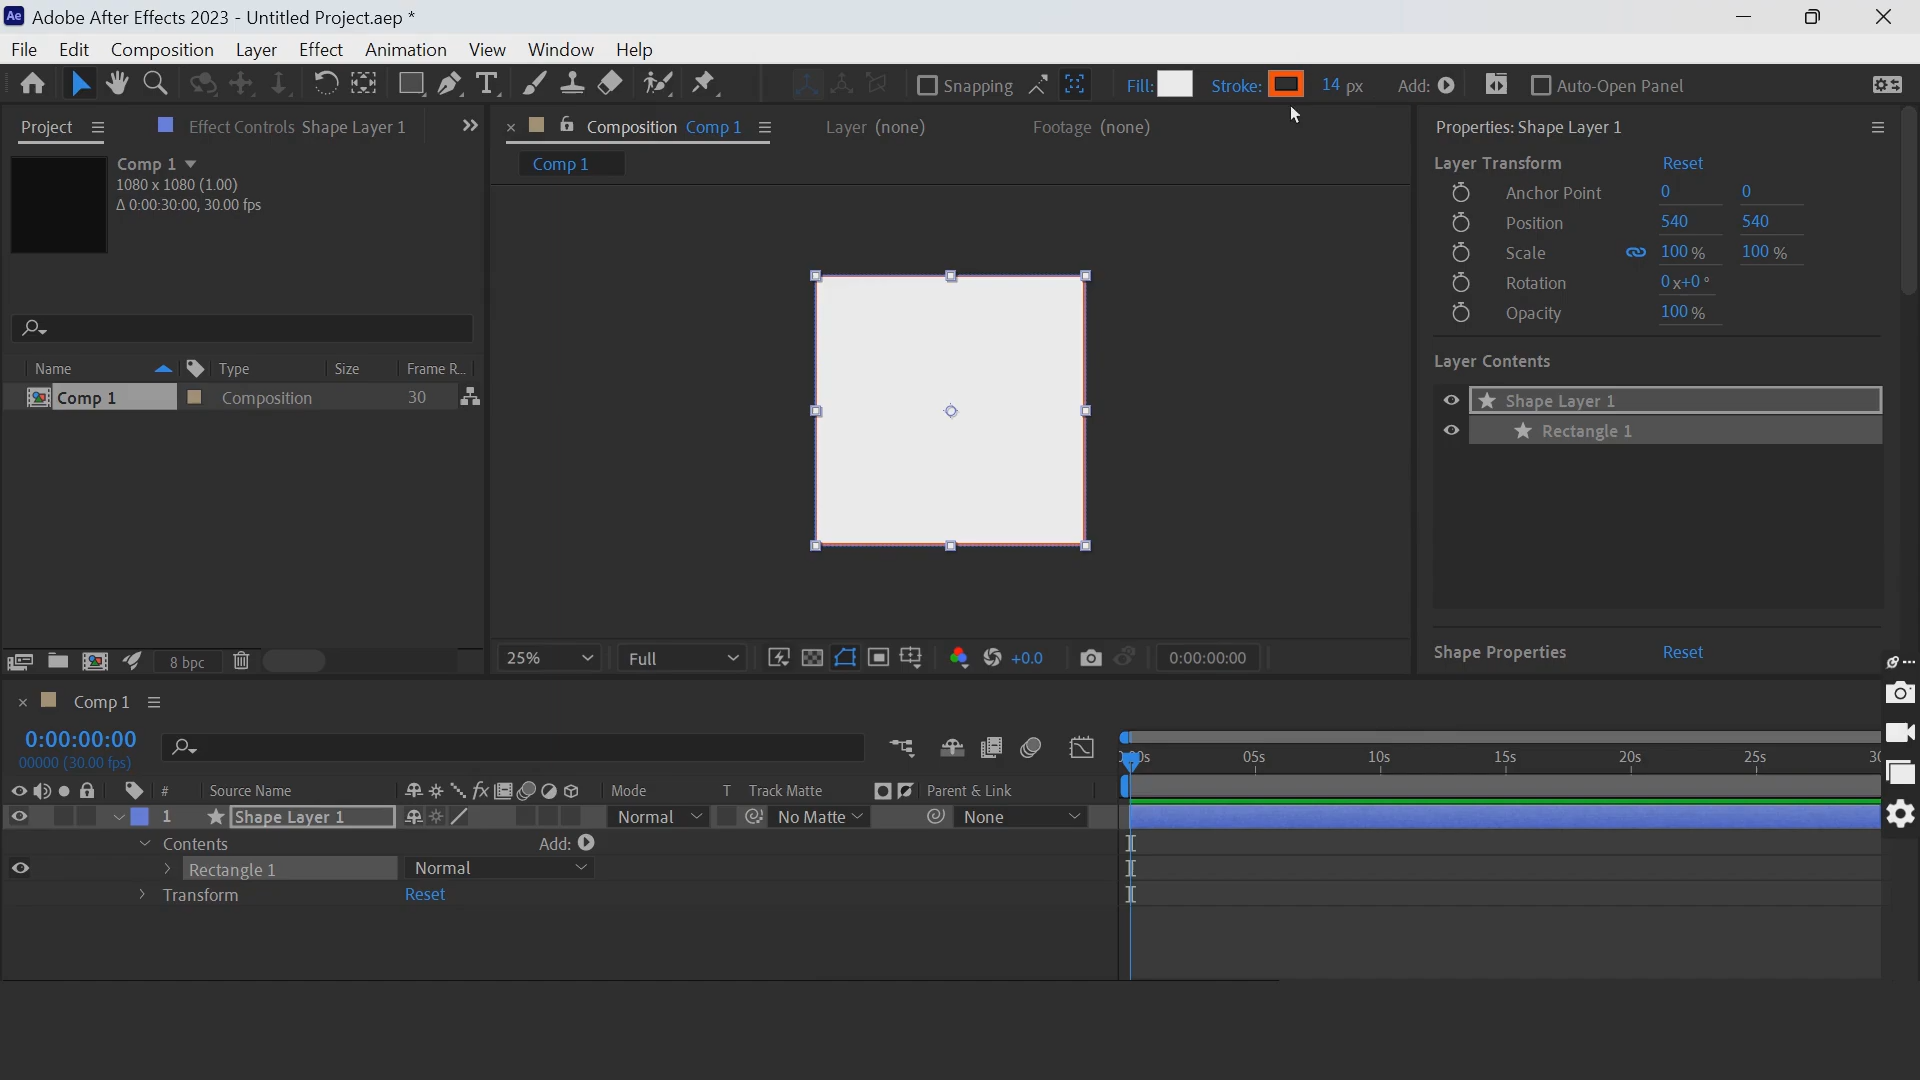 Ae Adobe After Effects 2023 - Untitled Project.aep *
File Edit Composition Layer Effect Animation View Window Help
Snapping Fill: Stroke: 14 px Add: Auto-Open Panel
Project Effect Controls Shape Layer 1
Comp 1
1080 x 1080 (1.00)
Δ 0:00:30:00, 30.00 fps
Name Type Size Frame R...
Comp 1 Composition 30
8 bpc
Composition Comp 1 Layer (none) Footage (none)
Comp 1
25% Full +0.0 0:00:00:00
Properties: Shape Layer 1
Layer Transform Reset
Anchor Point 0 0
Position 540 540
Scale 100 % 100 %
Rotation 0 x+0 °
Opacity 100 %
Layer Contents
Shape Layer 1
Rectangle 1
Shape Properties Reset
Comp 1
0:00:00:00
00000 (30.00 fps)
05s 10s 15s 20s 25s
# Source Name fx Mode T Track Matte Parent & Link
1 Shape Layer 1 Normal No Matte None
Contents Add:
Rectangle 1 Normal
Transform Reset